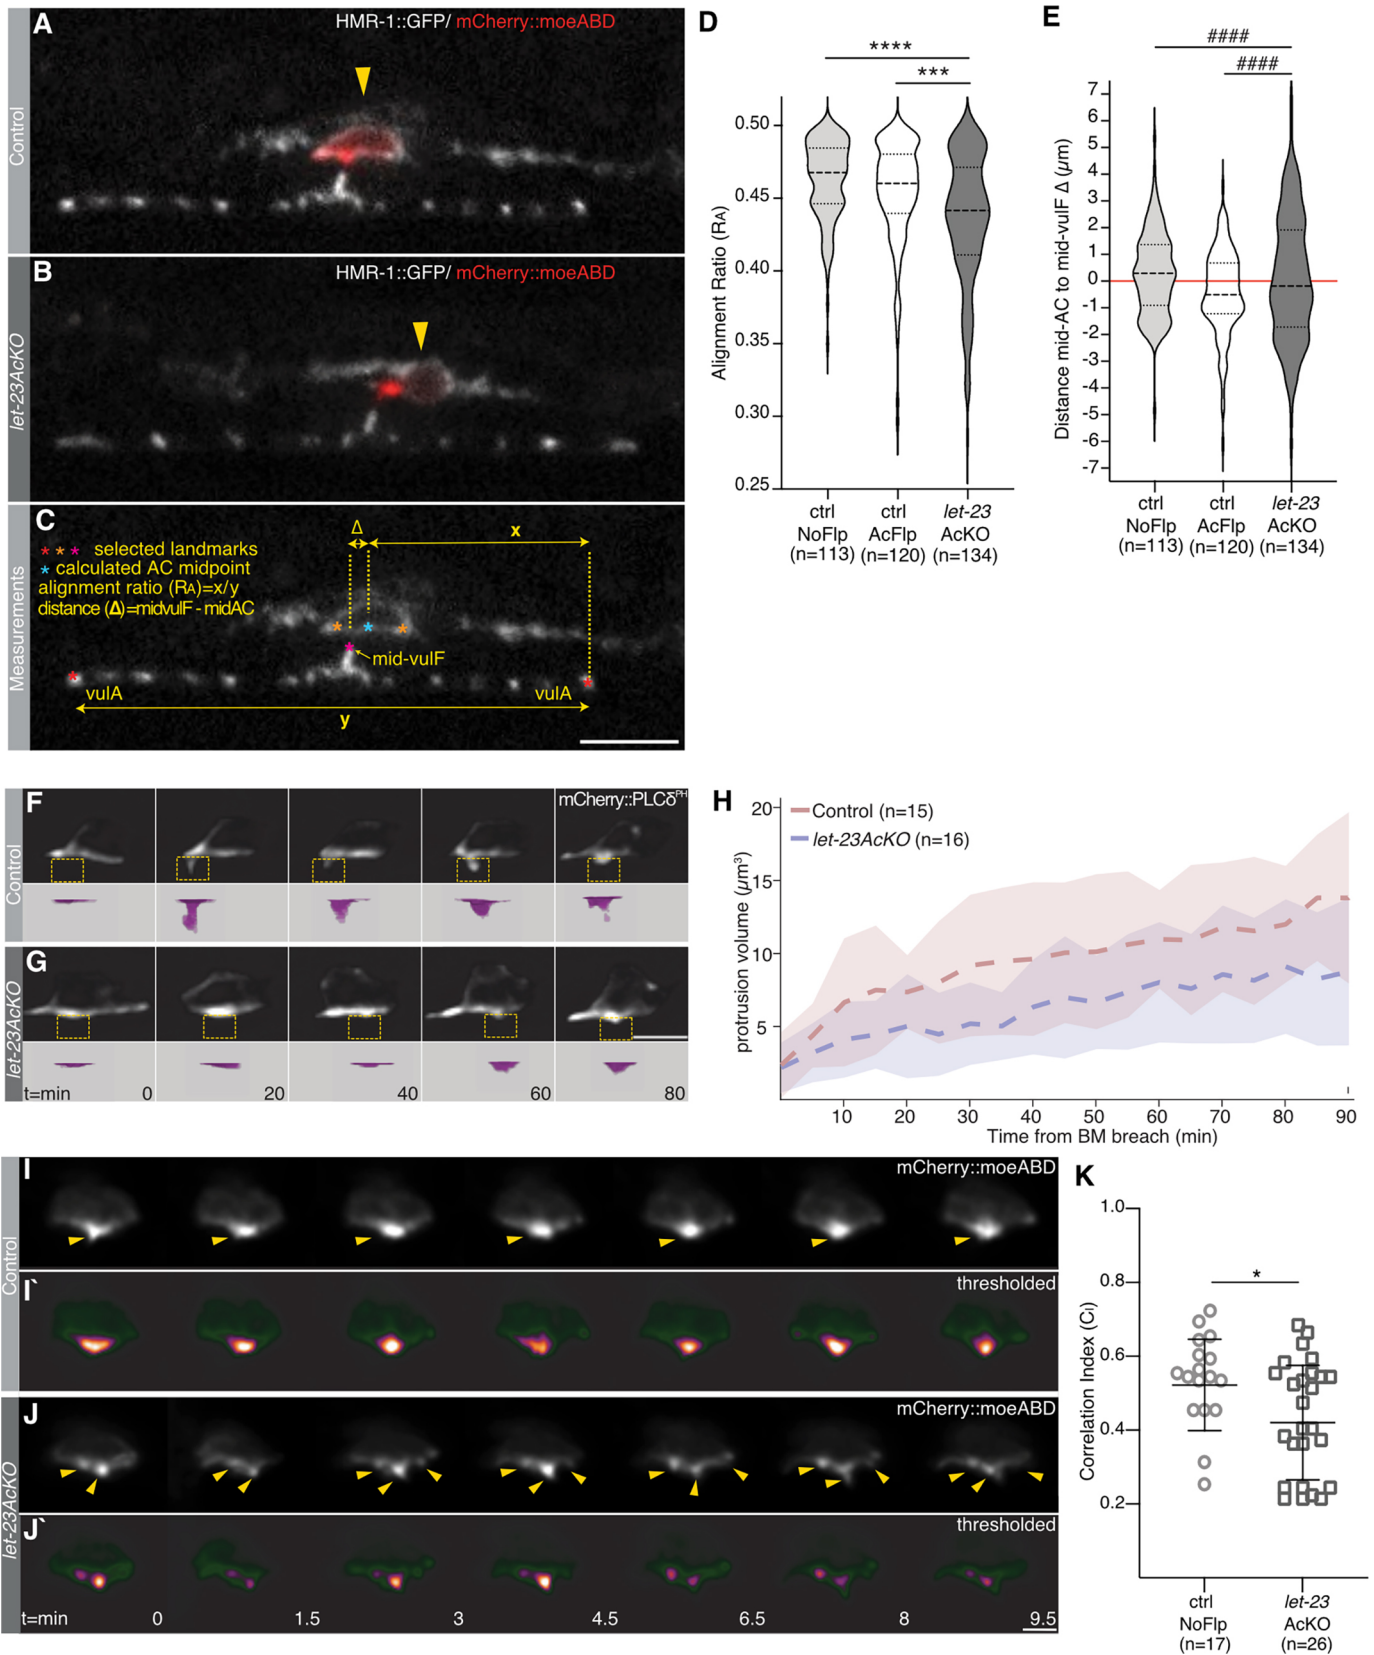 A
HMR-1::GFP/ mCherry::moeABD
Control
B
HMR-1::GFP/ mCherry::moeABD
let-23AcKO
C
Measurements
* * * selected landmarks
* calculated AC midpoint
alignment ratio (RA)=x/y
distance (Δ)=midvulF - midAC
Δ
x
mid-vulF
vulA
vulA
y
D
****
***
Alignment Ratio (RA)
0.50
0.45
0.40
0.35
0.30
0.25
ctrl NoFlp (n=113)
ctrl AcFlp (n=120)
let-23 AcKO (n=134)
E
####
####
Distance mid-AC to mid-vulF Δ (µm)
7
6
5
4
3
2
1
0
-1
-2
-3
-4
-5
-6
-7
ctrl NoFlp (n=113)
ctrl AcFlp (n=120)
let-23 AcKO (n=134)
F
mCherry::PLCδPH
Control
G
let-23AcKO
t=min 0 20 40 60 80
H
protrusion volume (µm³)
20
15
10
5
Control (n=15)
let-23AcKO (n=16)
10 20 30 40 50 60 70 80 90
Time from BM breach (min)
I
mCherry::moeABD
Control
I`
thresholded
J
mCherry::moeABD
let-23AcKO
J`
thresholded
t=min 0 1.5 3 4.5 6.5 8 9.5
K
*
Correlation Index (CI)
1.0
0.8
0.6
0.4
0.2
ctrl NoFlp (n=17)
let-23 AcKO (n=26)